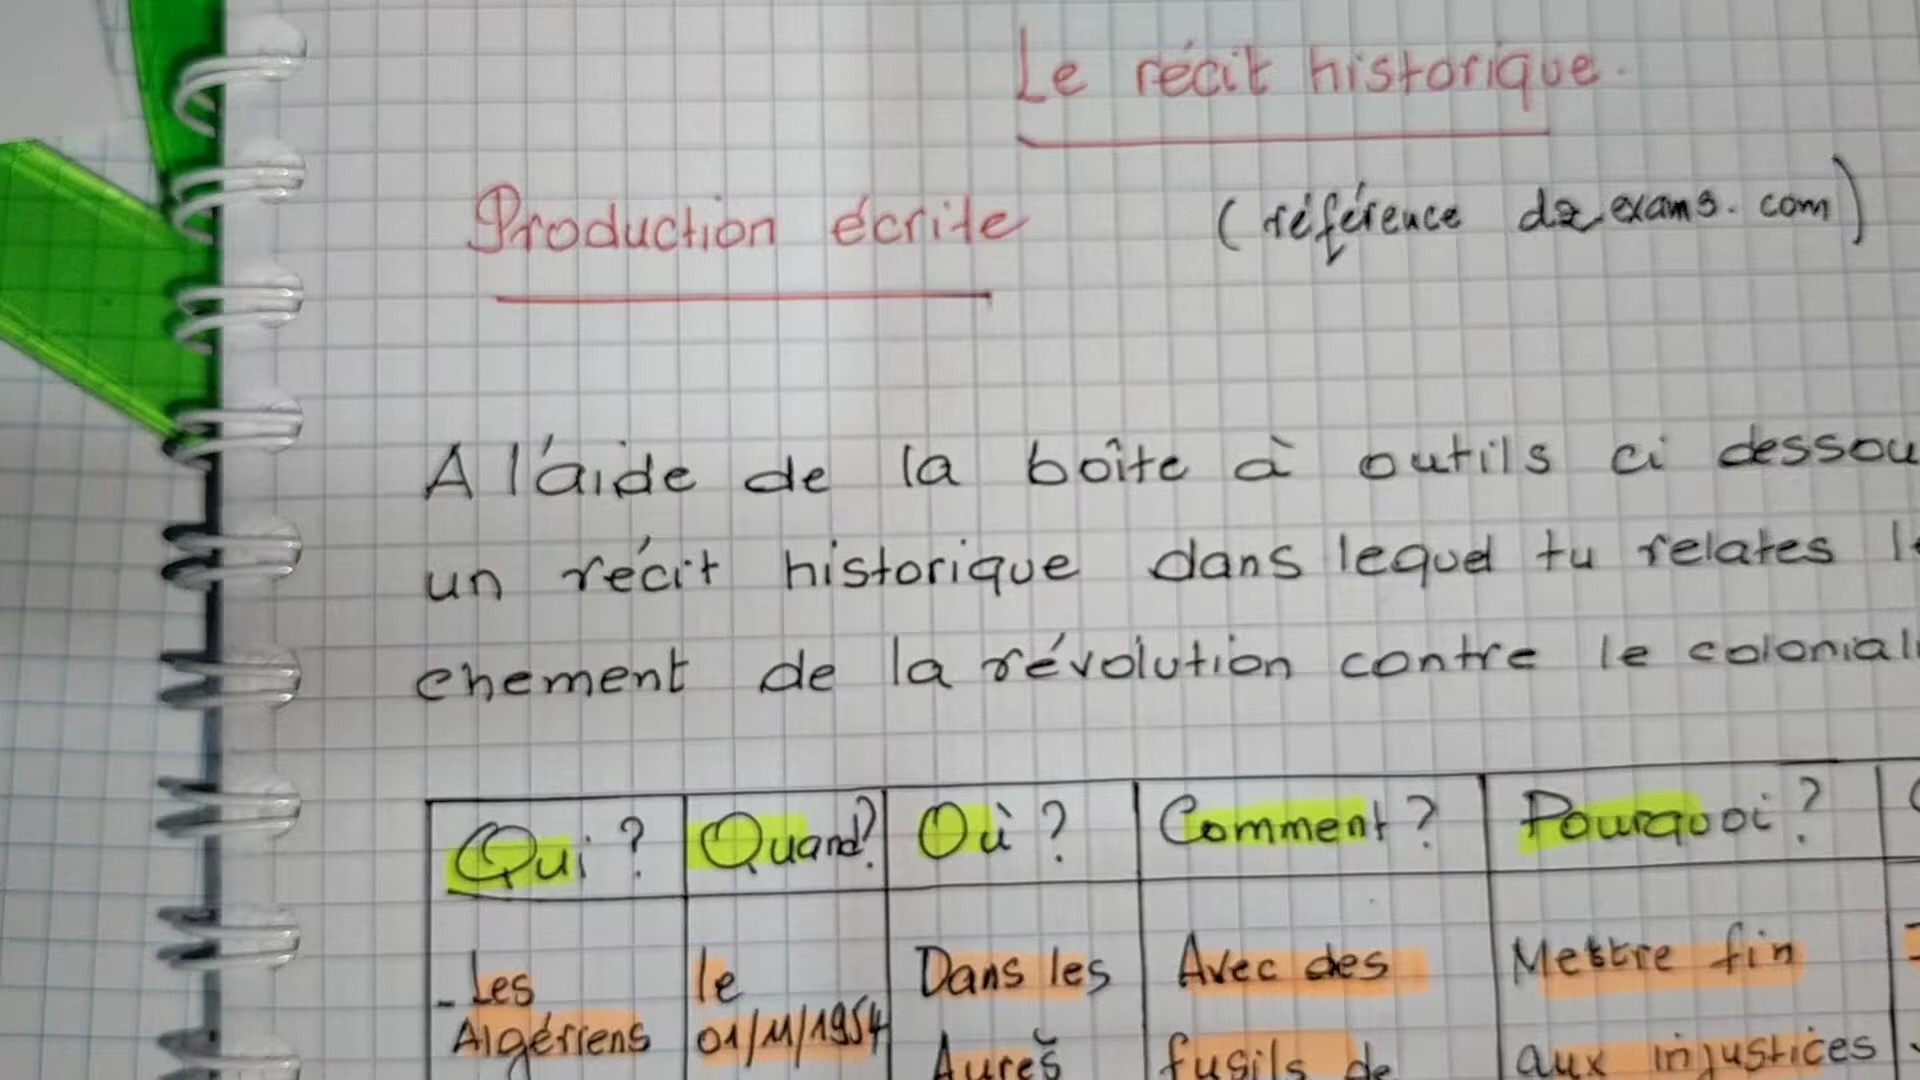 Le récit historique.
Production écrite (référence dz.exams.com)
A l'aide de la boîte à outils ci dessou
un récit historique dans lequel tu relates l
chement de la révolution contre le colonial
Qui ? Quand? Où ? Comment ? Pourquoi ?
- Les le Dans les Avec des Mettre fin
Algériens 01/11/1954 Aurès fusils de aux injustices